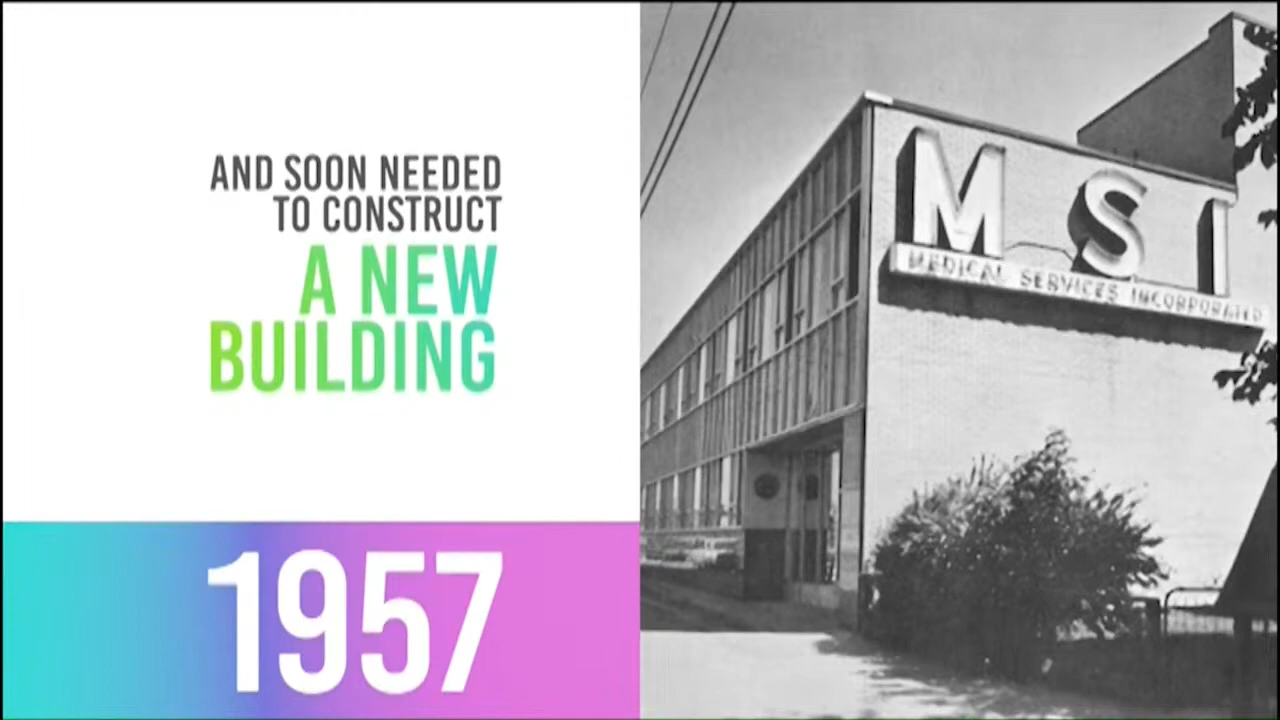 AND SOON NEEDED
TO CONSTRUCT
A NEW
BUILDING
1957
MSI
MEDICAL SERVICES INCORPORATED